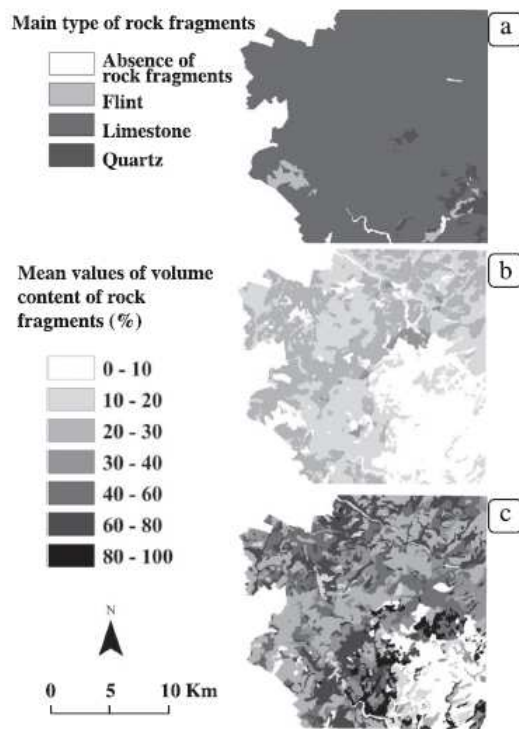 Main type of rock fragments
Absence of
rock fragments
Flint
Limestone
Quartz
a
Mean values of volume
content of rock
fragments (%)
0 - 10
10 - 20
20 - 30
30 - 40
40 - 60
60 - 80
80 - 100
b
c
N
0 5 10 Km